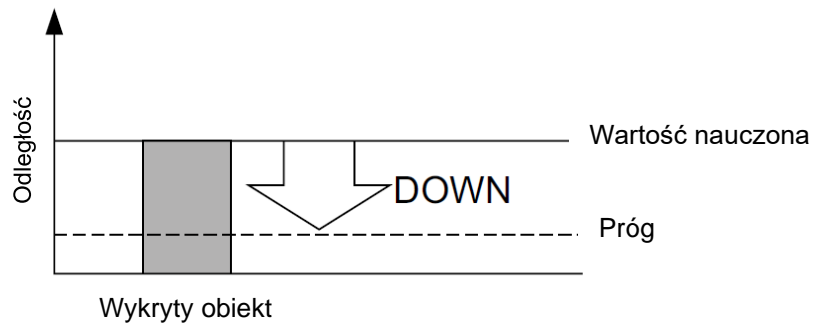 Odległość
Wartość nauczona
DOWN
Próg
Wykryty obiekt